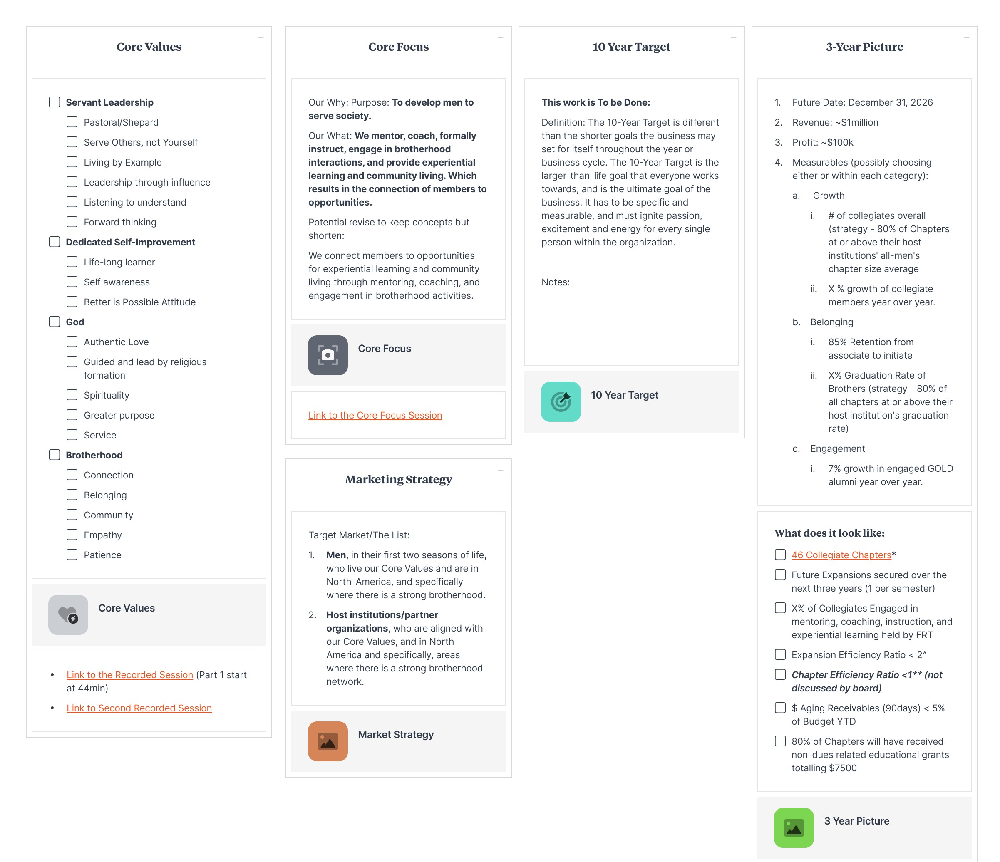 Core Values
Servant Leadership
Pastoral/Shepard
Serve Others, not Yourself
Living by Example
Leadership through influence
Listening to understand
Forward thinking
Dedicated Self-Improvement
Life-long learner
Self awareness
Better is Possible Attitude
God
Authentic Love
Guided and lead by religious
formation
Spirituality
Greater purpose
Service
Brotherhood
Connection
Belonging
Community
Empathy
Patience
Core Values
• Link to the Recorded Session (Part 1 start
at 44min)
• Link to Second Recorded Session
Core Focus
Our Why: Purpose: To develop men to
serve society.
Our What: We mentor, coach, formally
instruct, engage in brotherhood
interactions, and provide experiential
learning and community living. Which
results in the connection of members to
opportunities.
Potential revise to keep concepts but
shorten:
We connect members to opportunities
for experiential learning and community
living through mentoring, coaching, and
engagement in brotherhood activities.
Core Focus
Link to the Core Focus Session
Marketing Strategy
Target Market/The List:
1. Men, in their first two seasons of life,
who live our Core Values and are in
North-America, and specifically
where there is a strong brotherhood.
2. Host institutions/partner
organizations, who are aligned with
our Core Values, and in North-
America and specifically, areas
where there is a strong brotherhood
network.
Market Strategy
10 Year Target
This work is To be Done:
Definition: The 10-Year Target is different
than the shorter goals the business may
set for itself throughout the year or
business cycle. The 10-Year Target is the
larger-than-life goal that everyone works
towards, and is the ultimate goal of the
business. It has to be specific and
measurable, and must ignite passion,
excitement and energy for every single
person within the organization.
Notes:
10 Year Target
3-Year Picture
1. Future Date: December 31, 2026
2. Revenue: ~$1million
3. Profit: ~$100k
4. Measurables (possibly choosing
either or within each category):
a. Growth
i. # of collegiates overall
(strategy - 80% of Chapters
at or above their host
institutions' all-men's
chapter size average
ii. X % growth of collegiate
members year over year.
b. Belonging
i. 85% Retention from
associate to initiate
ii. X% Graduation Rate of
Brothers (strategy - 80% of
all chapters at or above their
host institution's graduation
rate)
c. Engagement
i. 7% growth in engaged GOLD
alumni year over year.
What does it look like:
46 Collegiate Chapters*
Future Expansions secured over the
next three years (1 per semester)
X% of Collegiates Engaged in
mentoring, coaching, instruction, and
experiential learning held by FRT
Expansion Efficiency Ratio < 2^
Chapter Efficiency Ratio <1** (not
discussed by board)
$ Aging Receivables (90days) < 5%
of Budget YTD
80% of Chapters will have received
non-dues related educational grants
totalling $7500
3 Year Picture